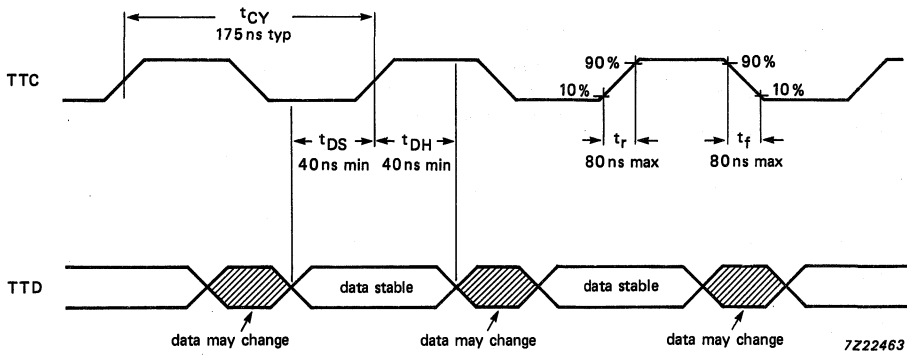 tCY
175 ns typ
TTC
90%
90%
10%
10%
tDS
tDH
tr
tf
40 ns min
40 ns min
80 ns max
80 ns max
TTD
data stable
data stable
data may change
data may change
data may change
7Z22463